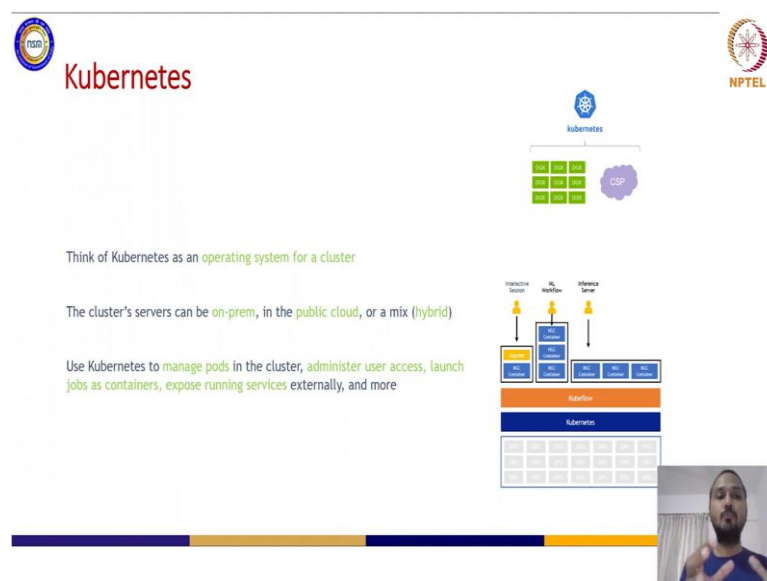 nsm
NPTEL
Kubernetes
kubernetes
DGX DGX DGX
DGX DGX DGX
DGX DGX DGX
CSP
Think of Kubernetes as an operating system for a cluster
The cluster's servers can be on-prem, in the public cloud, or a mix (hybrid)
Use Kubernetes to manage pods in the cluster, administer user access, launch
jobs as containers, expose running services externally, and more
Interactive
Session
ML
Workflow
Inference
Server
Jupyter
NGC
Container
NGC
Container
NGC
Container
NGC
Container
NGC
Container
NGC
Container
NGC
Container
Kubeflow
Kubernetes